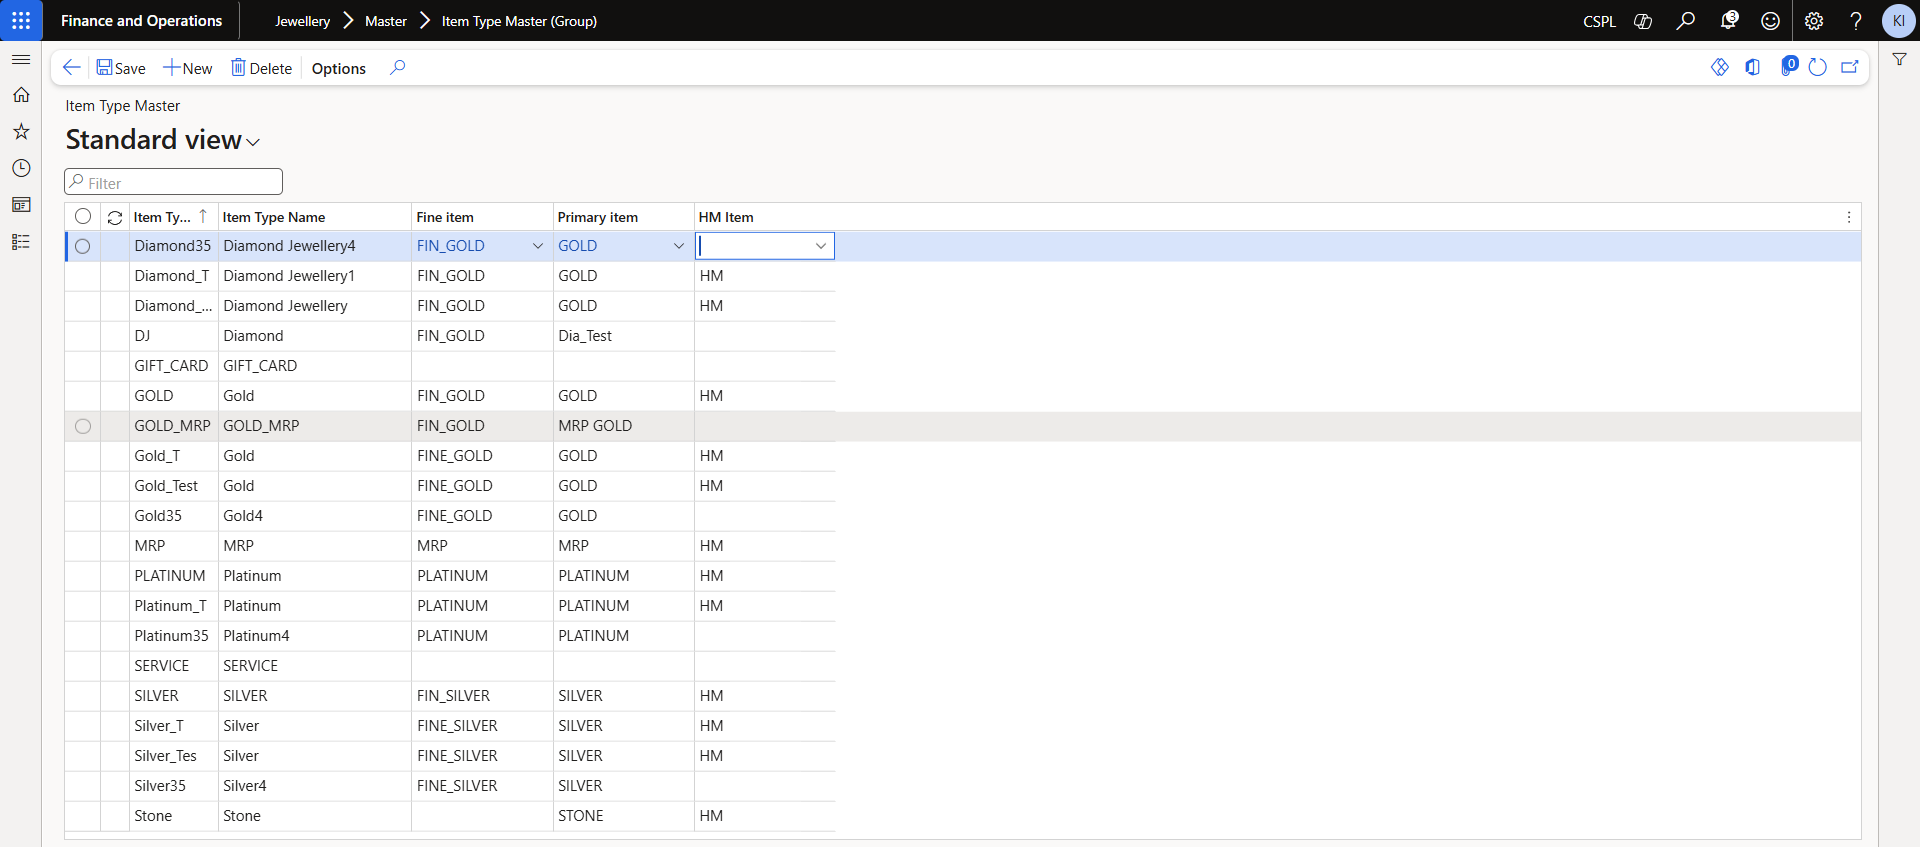 Finance and Operations Jewellery Master Item Type Master (Group) CSPL 3 KI
Save New Delete Options 0
Item Type Master
Standard view
Filter
Item Ty... Item Type Name Fine item Primary item HM Item
Diamond35 Diamond Jewellery4 FIN_GOLD GOLD
Diamond_T Diamond Jewellery1 FIN_GOLD GOLD HM
Diamond_... Diamond Jewellery FIN_GOLD GOLD HM
DJ Diamond FIN_GOLD Dia_Test
GIFT_CARD GIFT_CARD
GOLD Gold FIN_GOLD GOLD HM
GOLD_MRP GOLD_MRP FIN_GOLD MRP GOLD
Gold_T Gold FINE_GOLD GOLD HM
Gold_Test Gold FINE_GOLD GOLD HM
Gold35 Gold4 FINE_GOLD GOLD
MRP MRP MRP MRP HM
PLATINUM Platinum PLATINUM PLATINUM HM
Platinum_T Platinum PLATINUM PLATINUM HM
Platinum35 Platinum4 PLATINUM PLATINUM
SERVICE SERVICE
SILVER SILVER FIN_SILVER SILVER HM
Silver_T Silver FINE_SILVER SILVER HM
Silver_Tes Silver FINE_SILVER SILVER HM
Silver35 Silver4 FINE_SILVER SILVER
Stone Stone STONE HM